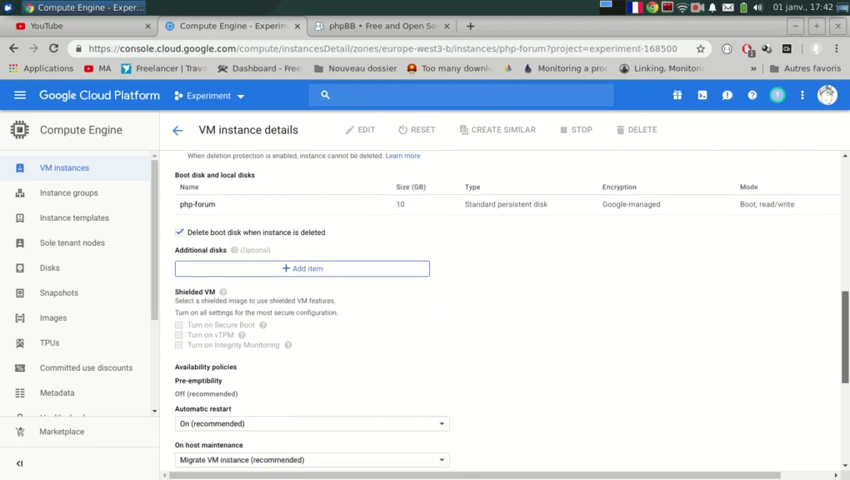 Compute Engine - Exper...
01 janv., 17:42
YouTube
Compute Engine - Experim
phpBB • Free and Open So
https://console.cloud.google.com/compute/instancesDetail/zones/europe-west3-b/instances/php-forum?project=experiment-168500
Applications
MA
Freelancer | Travai
Dashboard - Free
Nouveau dossier
Too many downl
Monitoring a proc
Linking, Monitori
»
Autres favoris
Google Cloud Platform
Experiment
Compute Engine
VM instance details
EDIT
RESET
CREATE SIMILAR
STOP
DELETE
When deletion protection is enabled, instance cannot be deleted. Learn more
VM instances
Instance groups
Instance templates
Sole tenant nodes
Disks
Snapshots
Images
TPUs
Committed use discounts
Metadata
Marketplace
Boot disk and local disks
Name Size (GB) Type Encryption Mode
php-forum 10 Standard persistent disk Google-managed Boot, read/write
Delete boot disk when instance is deleted
Additional disks (Optional)
+ Add item
Shielded VM
Select a shielded image to use shielded VM features.
Turn on all settings for the most secure configuration.
Turn on Secure Boot
Turn on vTPM
Turn on Integrity Monitoring
Availability policies
Pre-emptibility
Off (recommended)
Automatic restart
On (recommended)
On host maintenance
Migrate VM instance (recommended)